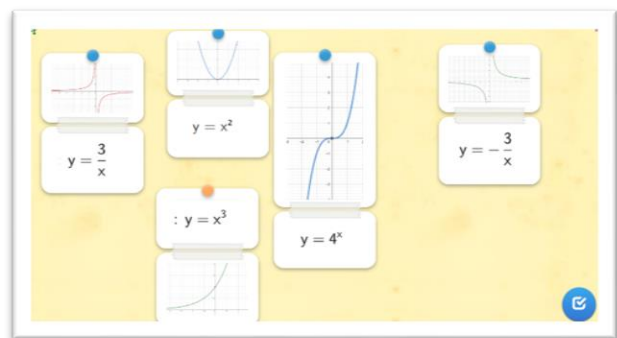 y = 3/x
y = x²
: y = x³
y = 4ˣ
y = − 3/x